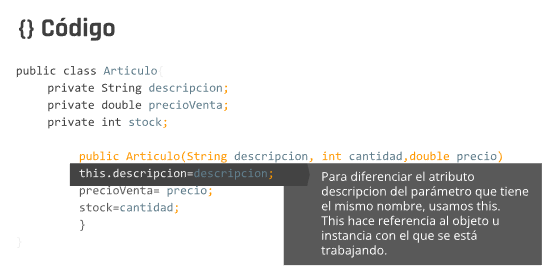 {} Código
public class Articulo{
private String descripcion;
private double precioVenta;
private int stock;
public Articulo(String descripcion, int cantidad,double precio)
this.descripcion=descripcion;
precioVenta= precio;
stock=cantidad;
}
}
Para diferenciar el atributo
descripcion del parámetro que tiene
el mismo nombre, usamos this.
This hace referencia al objeto u
instancia con el que se está
trabajando.